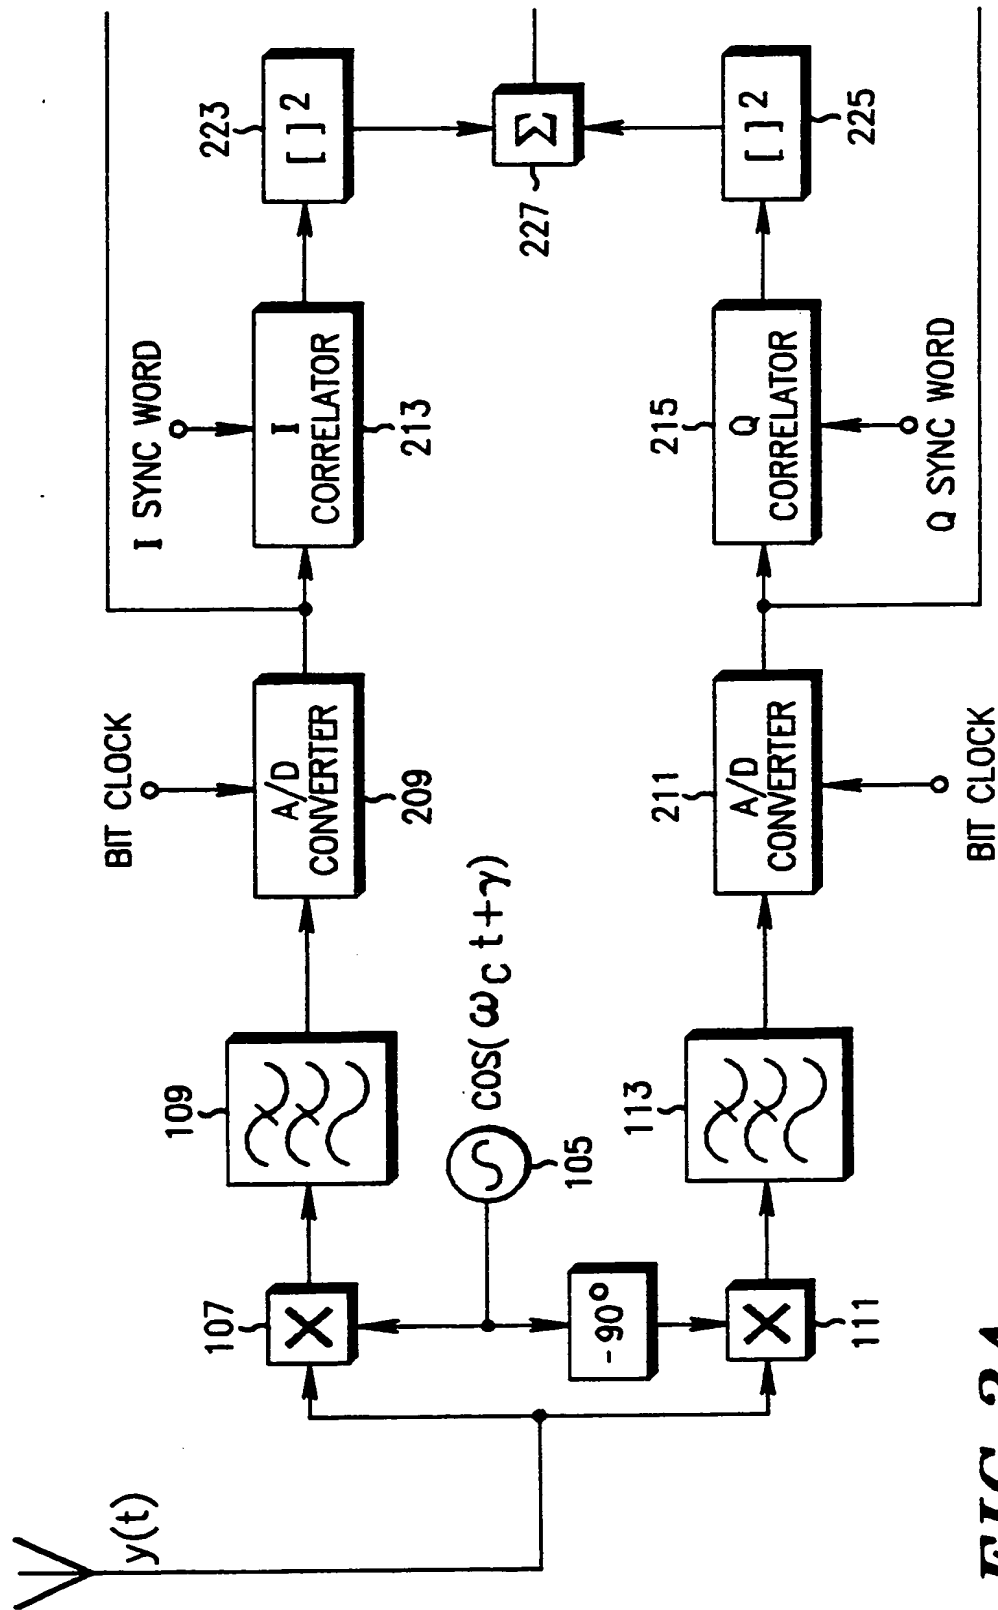 y(t)
107
×
109
BIT CLOCK
A/D
CONVERTER
209
I SYNC WORD
I
CORRELATOR
213
223
[ ]²
105
COS(ωC t+γ)
-90°
227
Σ
111
×
113
211
A/D
CONVERTER
BIT CLOCK
215
Q
CORRELATOR
Q SYNC WORD
[ ]²
225